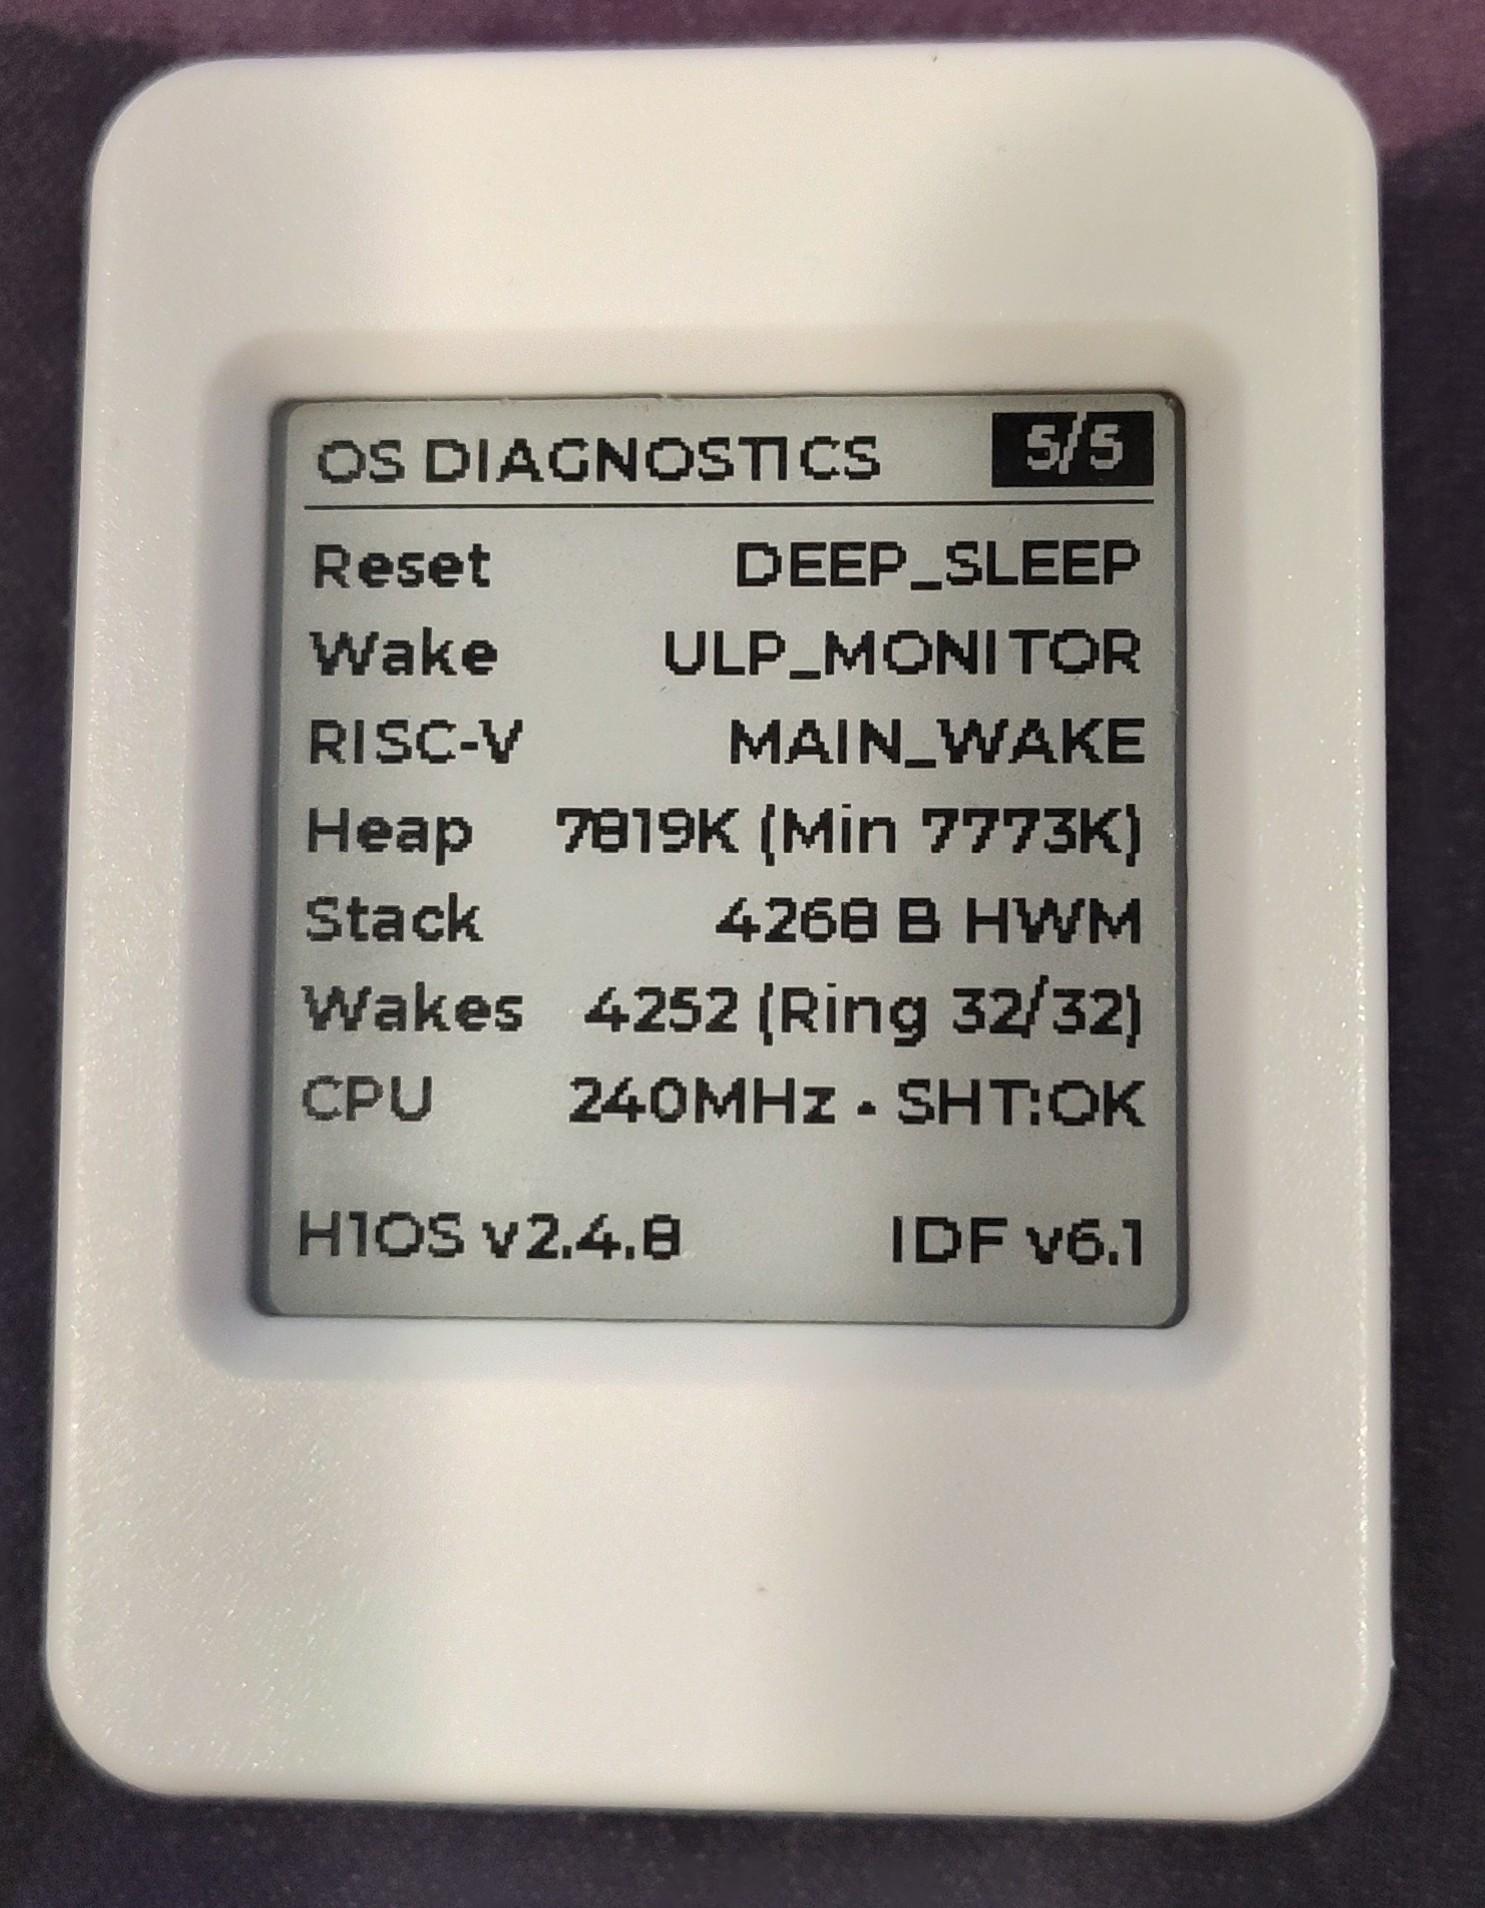 OS DIAGNOSTICS 5/5
Reset DEEP_SLEEP
Wake ULP_MONITOR
RISC-V MAIN_WAKE
Heap 7819K (Min 7773K)
Stack 4268 B HWM
Wakes 4252 (Ring 32/32)
CPU 240MHz - SHT:OK
H1OS v2.4.8 IDF v6.1